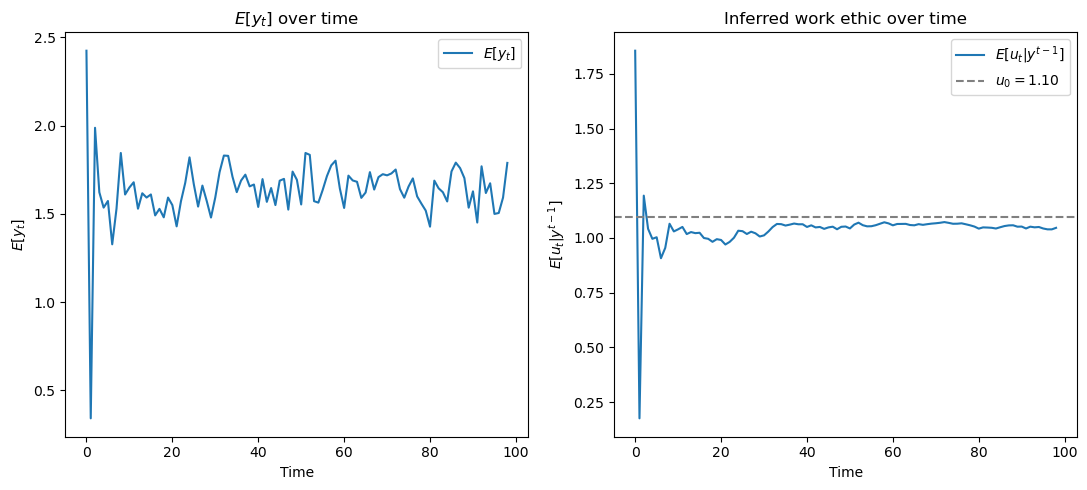 E[y_t] over time
E[y_t]
2.5
2.0
1.5
1.0
0.5
E[y_t]
0
20
40
60
80
100
Time
Inferred work ethic over time
E[u_t|y^{t−1}]
u_0 = 1.10
1.75
1.50
1.25
1.00
0.75
0.50
0.25
E[u_t|y^{t−1}]
0
20
40
60
80
100
Time